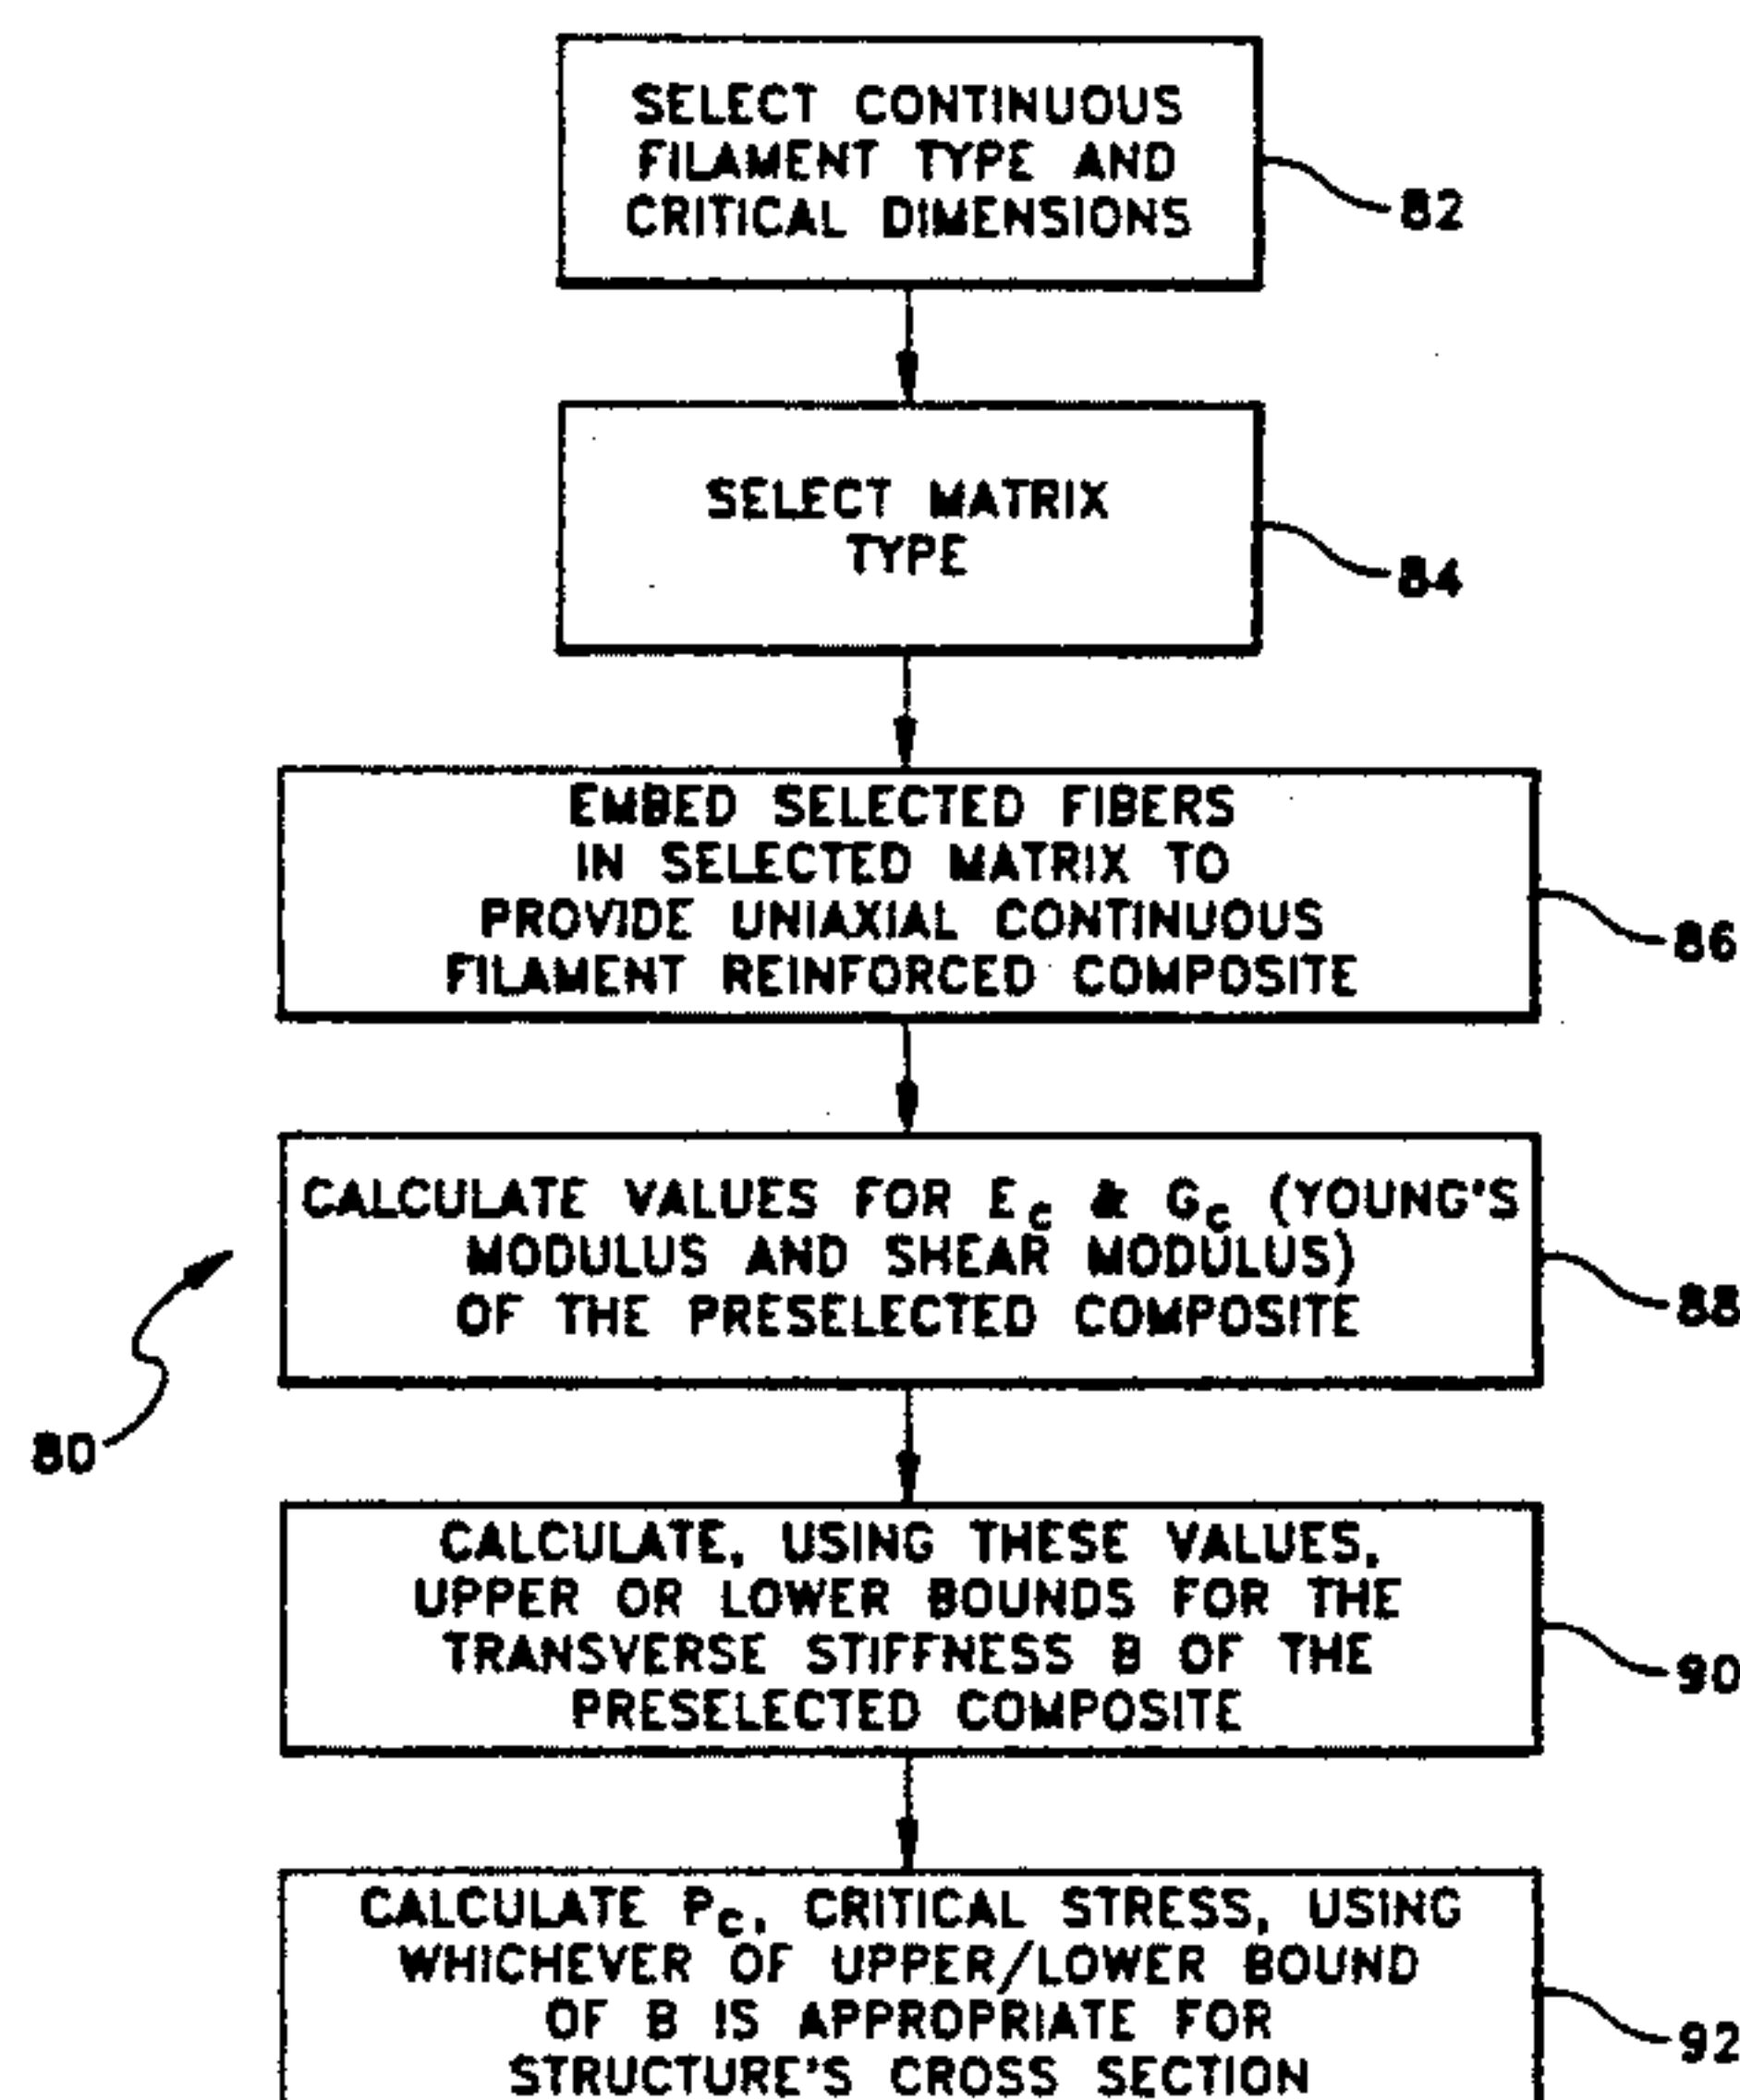 SELECT CONTINUOUS
FILAMENT TYPE AND
CRITICAL DIMENSIONS
82
SELECT MATRIX
TYPE
84
EMBED SELECTED FIBERS
IN SELECTED MATRIX TO
PROVIDE UNIAXIAL CONTINUOUS
FILAMENT REINFORCED COMPOSITE
86
CALCULATE VALUES FOR Ec & Gc (YOUNG'S
MODULUS AND SHEAR MODULUS)
OF THE PRESELECTED COMPOSITE
88
80
CALCULATE, USING THESE VALUES,
UPPER OR LOWER BOUNDS FOR THE
TRANSVERSE STIFFNESS B OF THE
PRESELECTED COMPOSITE
90
CALCULATE Pc, CRITICAL STRESS, USING
WHICHEVER OF UPPER/LOWER BOUND
OF B IS APPROPRIATE FOR
STRUCTURE'S CROSS SECTION
92